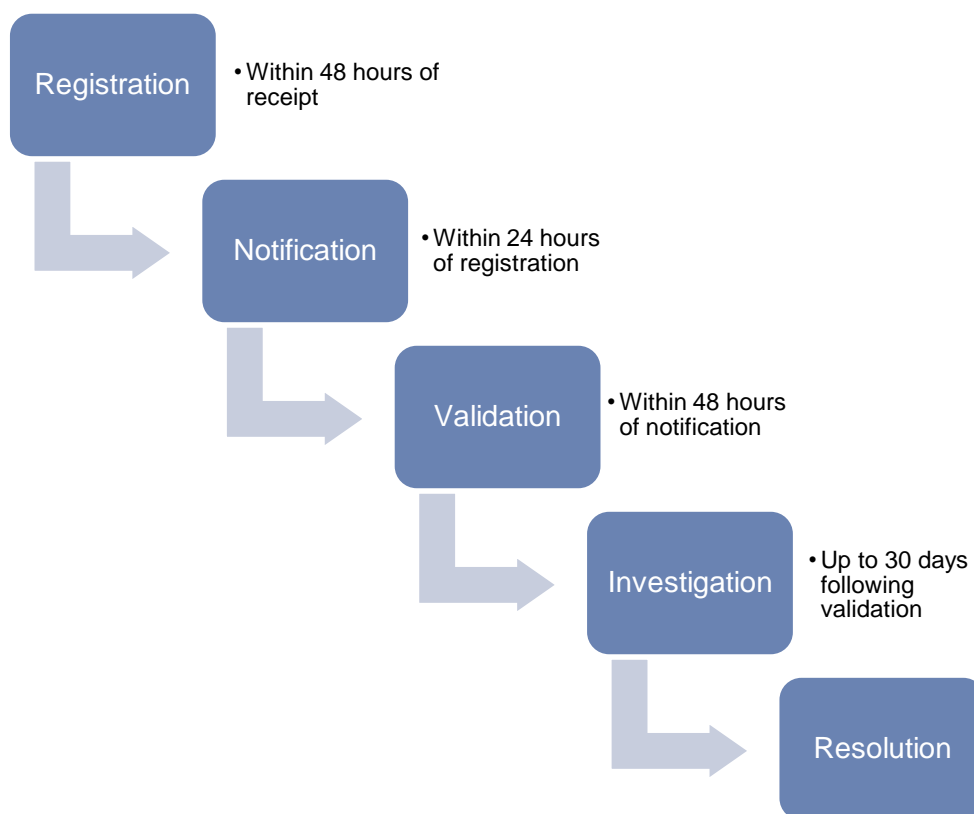 Registration
• Within 48 hours of
receipt
Notification
• Within 24 hours
of registration
Validation
• Within 48 hours
of notification
Investigation
• Up to 30 days
following
validation
Resolution